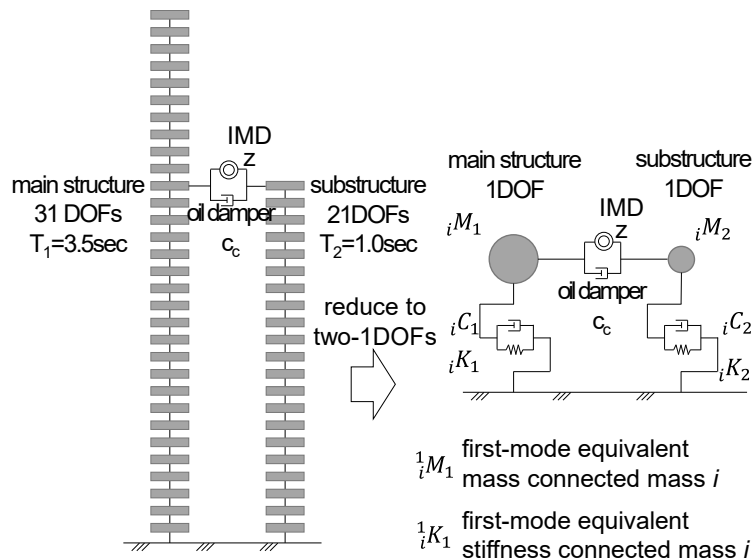 IMD
z
main structure
31 DOFs
T₁=3.5sec
oil damper
c_c
substructure
21DOFs
T₂=1.0sec
reduce to
two-1DOFs
main structure
1DOF
substructure
1DOF
IMD
z
ᵢM₁
ᵢM₂
oil damper
c_c
ᵢC₁
ᵢK₁
ᵢC₂
ᵢK₂
¹ᵢM₁ first-mode equivalent
mass connected mass i
¹ᵢK₁ first-mode equivalent
stiffness connected mass i